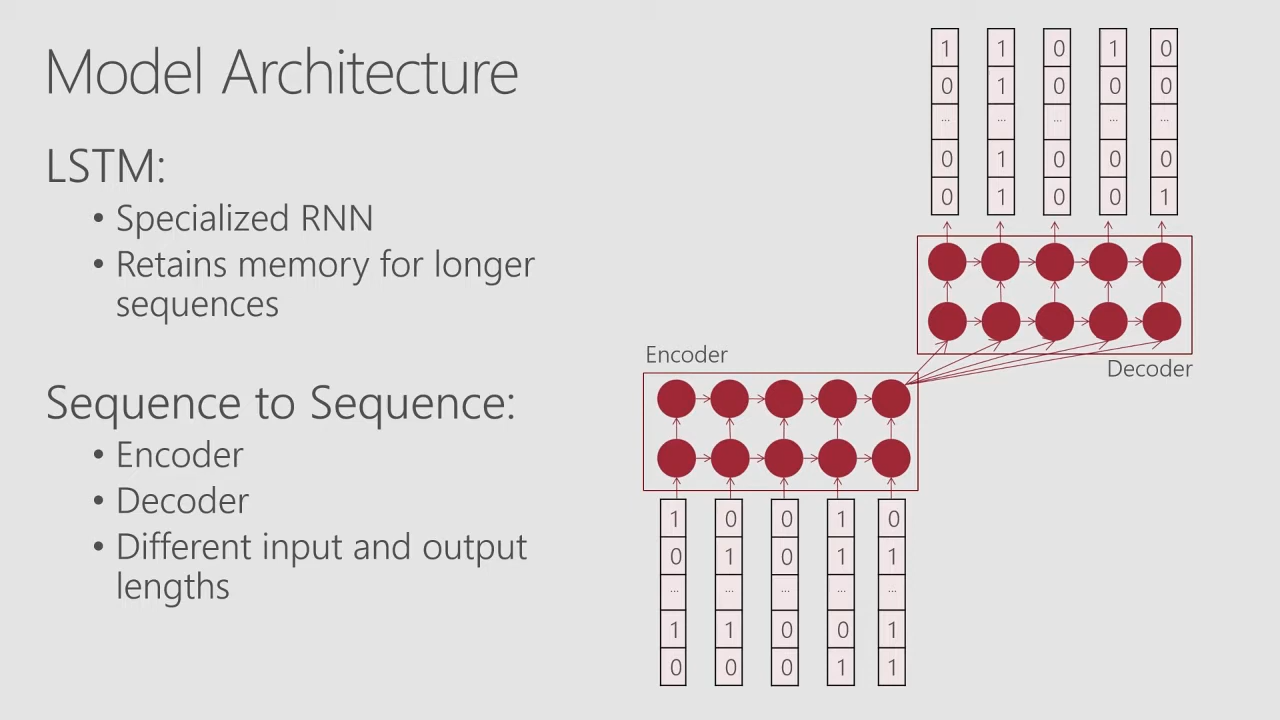 Model Architecture
LSTM:
• Specialized RNN
• Retains memory for longer
sequences
Sequence to Sequence:
• Encoder
• Decoder
• Different input and output
lengths
1 1 0 1 0
0 1 0 0 0
... ... ... ... ...
0 1 0 0 0
0 1 0 0 1
Decoder
Encoder
1 0 0 1 0
0 1 0 1 1
... ... ... ... ...
1 1 0 0 1
0 0 0 1 1